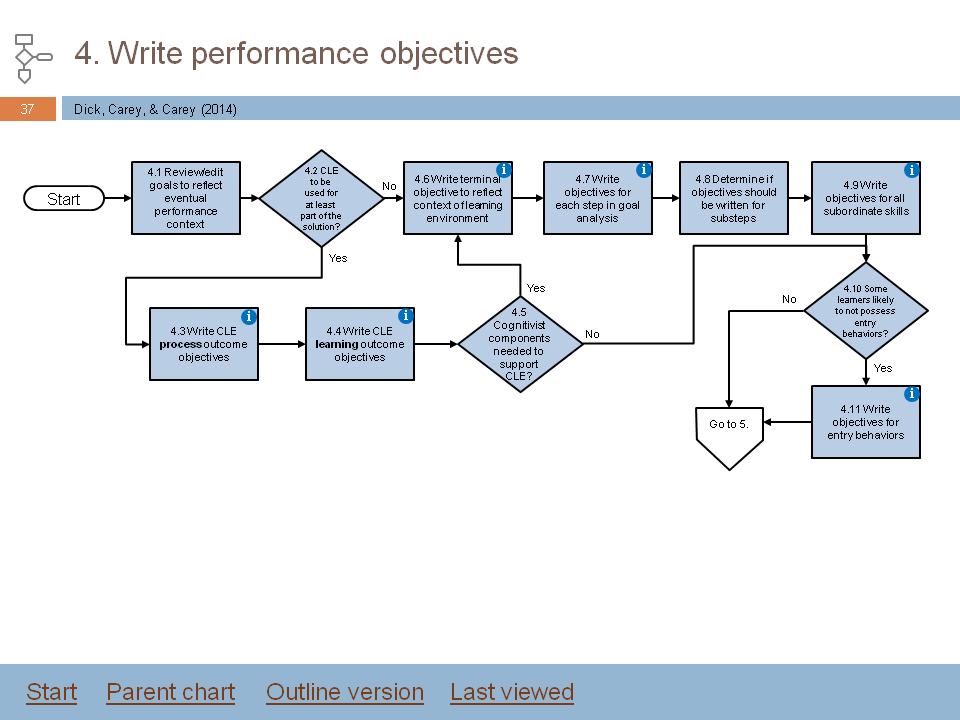 4. Write performance objectives
37
Dick, Carey, & Carey (2014)
Start
4.1 Review/edit
goals to reflect
eventual
performance
context
4.2 CLE
to be
used for
at least
part of the
solution?
No
Yes
4.6 Write terminal
objective to reflect
context of learning
environment
i
4.7 Write
objectives for
each step in goal
analysis
i
4.8 Determine if
objectives should
be written for
substeps
4.9 Write
objectives for all
subordinate skills
i
4.3 Write CLE
process outcome
objectives
i
4.4 Write CLE
learning outcome
objectives
i
4.5
Cognitivist
components
needed to
support
CLE?
Yes
No
4.10 Some
learners likely
to not possess
entry
behaviors?
No
Yes
4.11 Write
objectives for
entry behaviors
i
Go to 5.
Start
Parent chart
Outline version
Last viewed